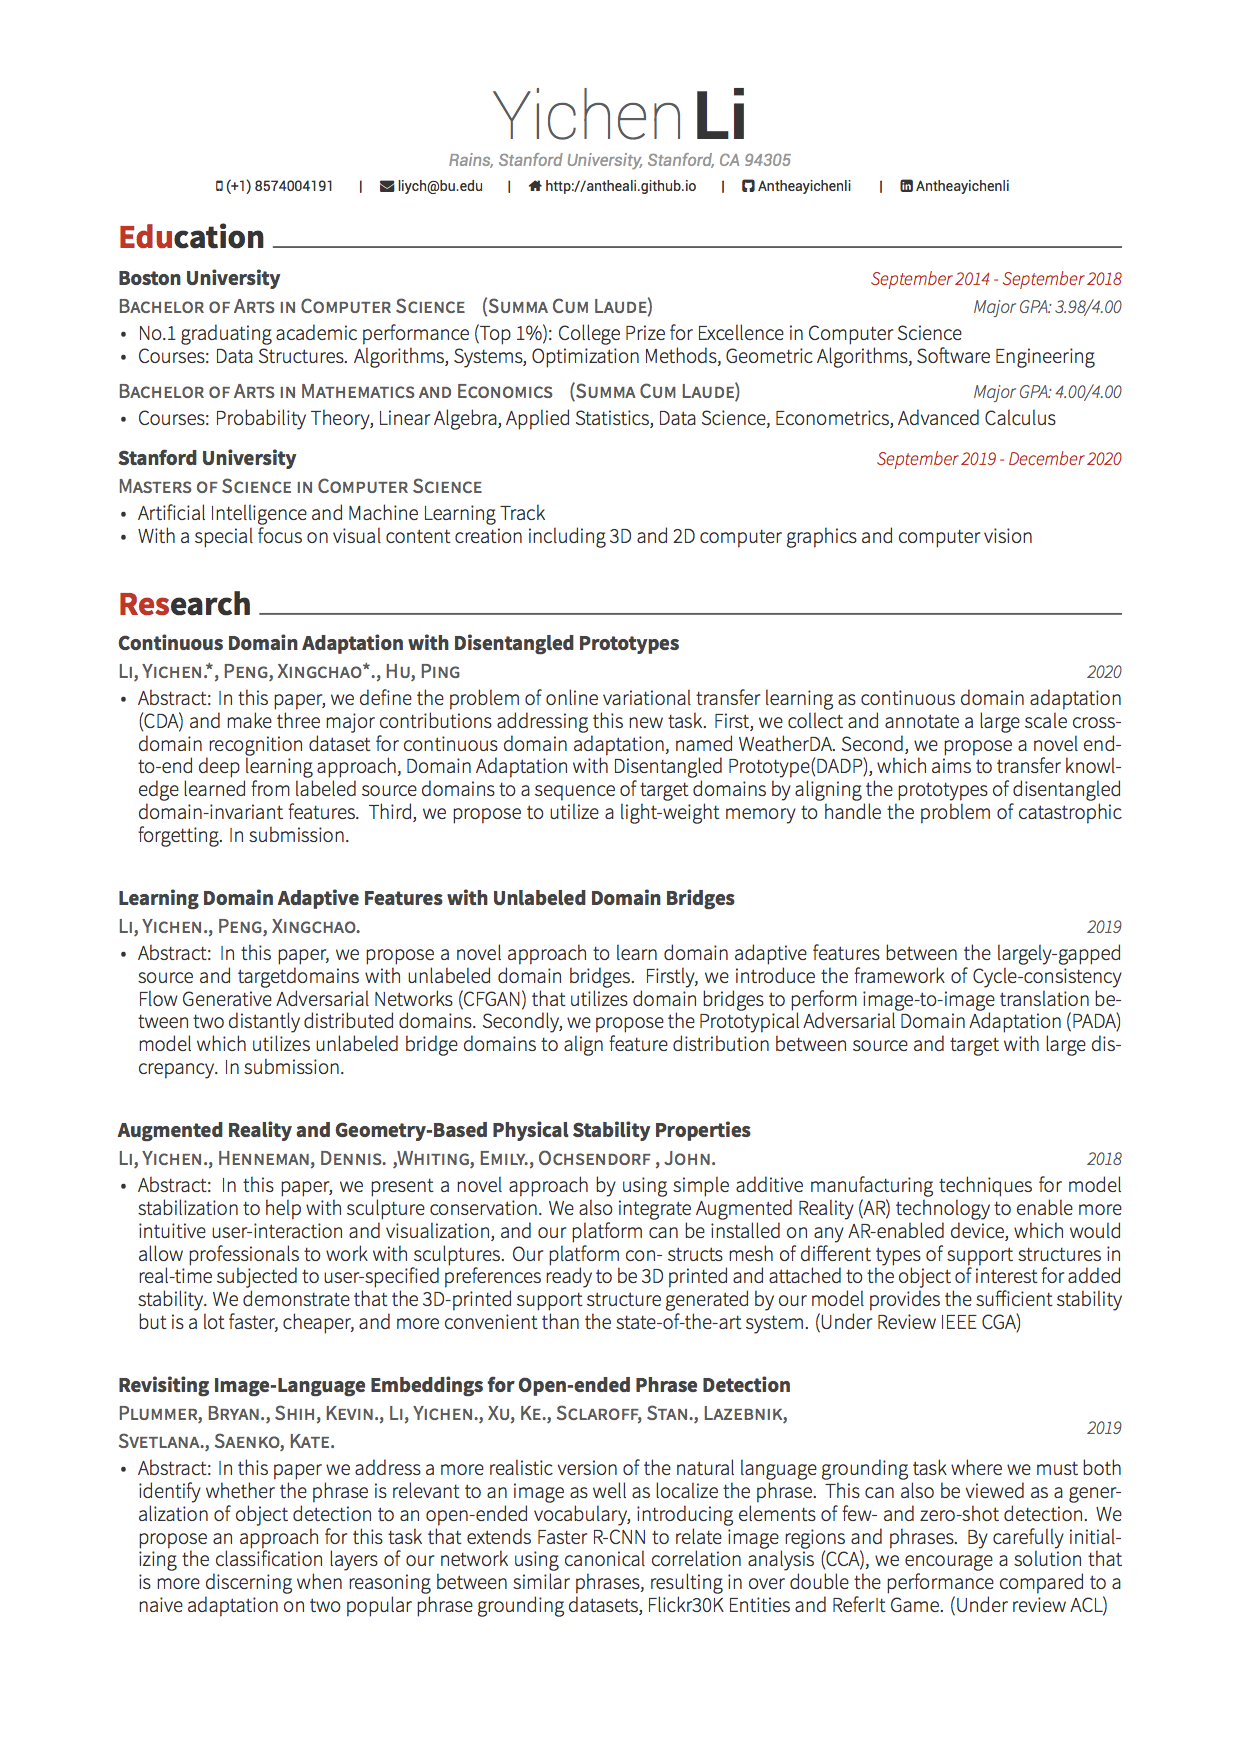 Yichen Li
Rains, Stanford University, Stanford, CA 94305
(+1) 8574004191 | liych@bu.edu | http://antheali.github.io | Antheayichenli | Antheayichenli
Education
Boston University September 2014 - September 2018
Bachelor of Arts in Computer Science (Summa Cum Laude) Major GPA: 3.98/4.00
• No.1 graduating academic performance (Top 1%): College Prize for Excellence in Computer Science
• Courses: Data Structures. Algorithms, Systems, Optimization Methods, Geometric Algorithms, Software Engineering
Bachelor of Arts in Mathematics and Economics (Summa Cum Laude) Major GPA: 4.00/4.00
• Courses: Probability Theory, Linear Algebra, Applied Statistics, Data Science, Econometrics, Advanced Calculus
Stanford University September 2019 - December 2020
Masters of Science in Computer Science
• Artificial Intelligence and Machine Learning Track
• With a special focus on visual content creation including 3D and 2D computer graphics and computer vision
Research
Continuous Domain Adaptation with Disentangled Prototypes
Li, Yichen.*, Peng, Xingchao*., Hu, Ping 2020
• Abstract: In this paper, we define the problem of online variational transfer learning as continuous domain adaptation
(CDA) and make three major contributions addressing this new task. First, we collect and annotate a large scale cross-
domain recognition dataset for continuous domain adaptation, named WeatherDA. Second, we propose a novel end-
to-end deep learning approach, Domain Adaptation with Disentangled Prototype(DADP), which aims to transfer knowl-
edge learned from labeled source domains to a sequence of target domains by aligning the prototypes of disentangled
domain-invariant features. Third, we propose to utilize a light-weight memory to handle the problem of catastrophic
forgetting. In submission.
Learning Domain Adaptive Features with Unlabeled Domain Bridges
Li, Yichen., Peng, Xingchao. 2019
• Abstract: In this paper, we propose a novel approach to learn domain adaptive features between the largely-gapped
source and targetdomains with unlabeled domain bridges. Firstly, we introduce the framework of Cycle-consistency
Flow Generative Adversarial Networks (CFGAN) that utilizes domain bridges to perform image-to-image translation be-
tween two distantly distributed domains. Secondly, we propose the Prototypical Adversarial Domain Adaptation (PADA)
model which utilizes unlabeled bridge domains to align feature distribution between source and target with large dis-
crepancy. In submission.
Augmented Reality and Geometry-Based Physical Stability Properties
Li, Yichen., Henneman, Dennis. ,Whiting, Emily., Ochsendorf , John. 2018
• Abstract: In this paper, we present a novel approach by using simple additive manufacturing techniques for model
stabilization to help with sculpture conservation. We also integrate Augmented Reality (AR) technology to enable more
intuitive user-interaction and visualization, and our platform can be installed on any AR-enabled device, which would
allow professionals to work with sculptures. Our platform con- structs mesh of different types of support structures in
real-time subjected to user-specified preferences ready to be 3D printed and attached to the object of interest for added
stability. We demonstrate that the 3D-printed support structure generated by our model provides the sufficient stability
but is a lot faster, cheaper, and more convenient than the state-of-the-art system. (Under Review IEEE CGA)
Revisiting Image-Language Embeddings for Open-ended Phrase Detection
Plummer, Bryan., Shih, Kevin., Li, Yichen., Xu, Ke., Sclaroff, Stan., Lazebnik,
Svetlana., Saenko, Kate. 2019
• Abstract: In this paper we address a more realistic version of the natural language grounding task where we must both
identify whether the phrase is relevant to an image as well as localize the phrase. This can also be viewed as a gener-
alization of object detection to an open-ended vocabulary, introducing elements of few- and zero-shot detection. We
propose an approach for this task that extends Faster R-CNN to relate image regions and phrases. By carefully initial-
izing the classification layers of our network using canonical correlation analysis (CCA), we encourage a solution that
is more discerning when reasoning between similar phrases, resulting in over double the performance compared to a
naive adaptation on two popular phrase grounding datasets, Flickr30K Entities and ReferIt Game. (Under review ACL)